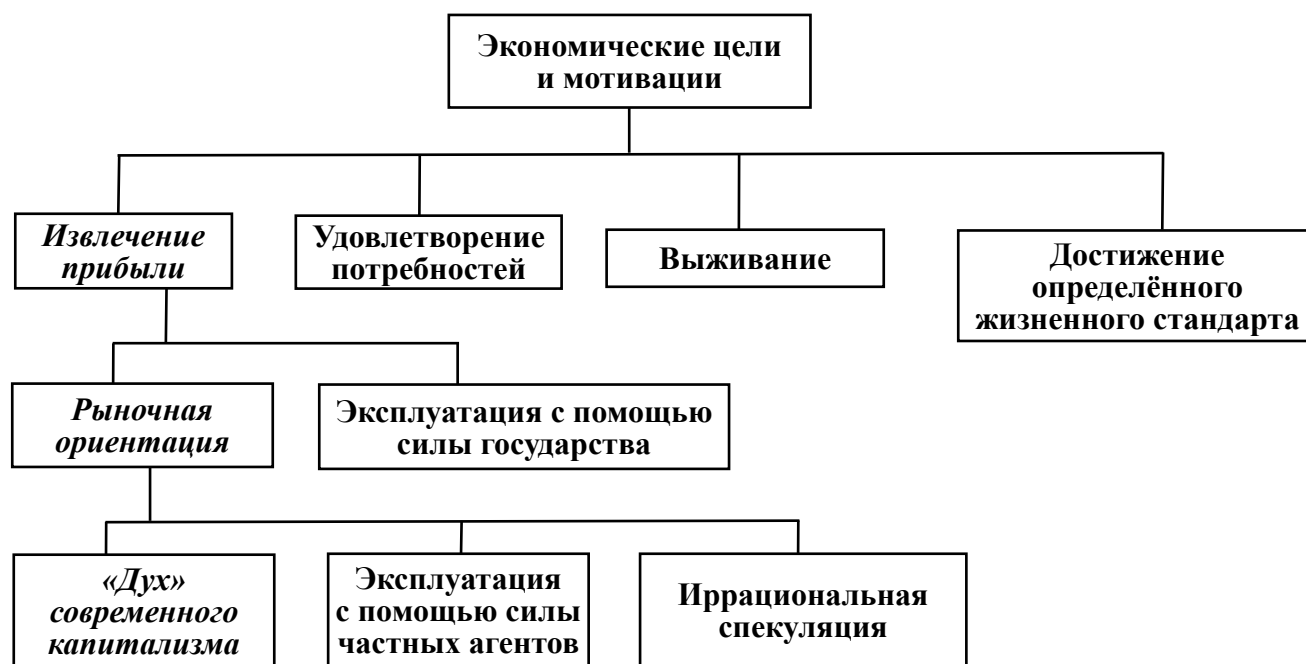 Экономические цели
и мотивации
Извлечение
прибыли
Удовлетворение
потребностей
Выживание
Достижение
определённого
жизненного стандарта
Рыночная
ориентация
Эксплуатация с помощью
силы государства
«Дух»
современного
капитализма
Эксплуатация
с помощью силы
частных агентов
Иррациональная
спекуляция